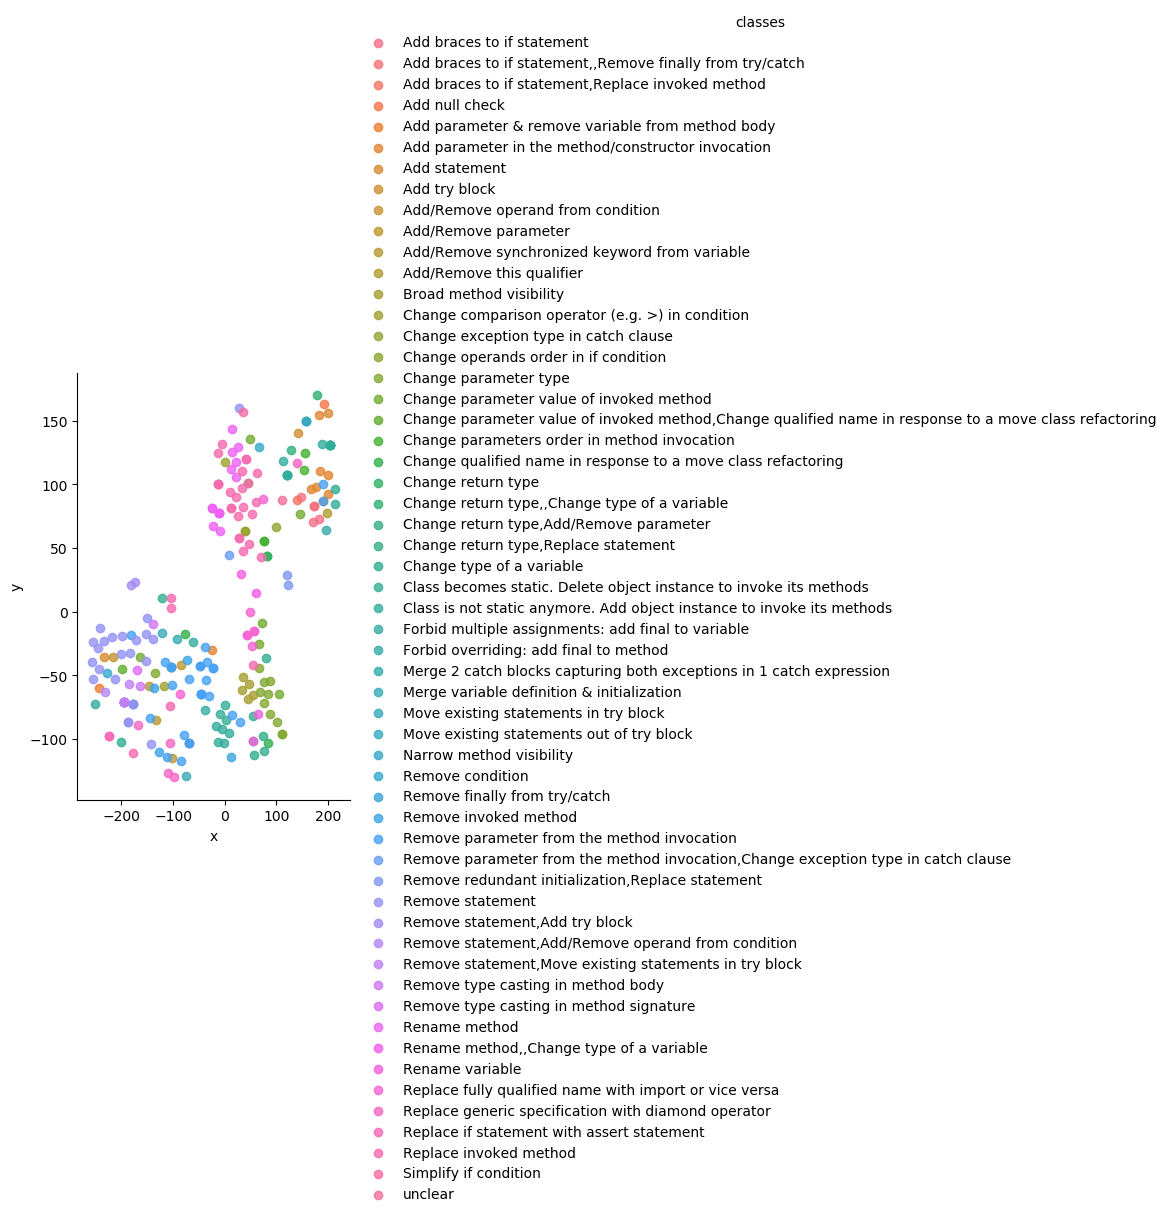 classes
Add braces to if statement
Add braces to if statement,,Remove finally from try/catch
Add braces to if statement,Replace invoked method
Add null check
Add parameter & remove variable from method body
Add parameter in the method/constructor invocation
Add statement
Add try block
Add/Remove operand from condition
Add/Remove parameter
Add/Remove synchronized keyword from variable
Add/Remove this qualifier
Broad method visibility
Change comparison operator (e.g. >) in condition
Change exception type in catch clause
Change operands order in if condition
Change parameter type
Change parameter value of invoked method
Change parameter value of invoked method,Change qualified name in response to a move class refactoring
Change parameters order in method invocation
Change qualified name in response to a move class refactoring
Change return type
Change return type,,Change type of a variable
Change return type,Add/Remove parameter
Change return type,Replace statement
Change type of a variable
Class becomes static. Delete object instance to invoke its methods
Class is not static anymore. Add object instance to invoke its methods
Forbid multiple assignments: add final to variable
Forbid overriding: add final to method
Merge 2 catch blocks capturing both exceptions in 1 catch expression
Merge variable definition & initialization
Move existing statements in try block
Move existing statements out of try block
Narrow method visibility
Remove condition
Remove finally from try/catch
Remove invoked method
Remove parameter from the method invocation
Remove parameter from the method invocation,Change exception type in catch clause
Remove redundant initialization,Replace statement
Remove statement
Remove statement,Add try block
Remove statement,Add/Remove operand from condition
Remove statement,Move existing statements in try block
Remove type casting in method body
Remove type casting in method signature
Rename method
Rename method,,Change type of a variable
Rename variable
Replace fully qualified name with import or vice versa
Replace generic specification with diamond operator
Replace if statement with assert statement
Replace invoked method
Simplify if condition
unclear
y
150
100
50
0
−50
−100
−200 −100 0 100 200
x